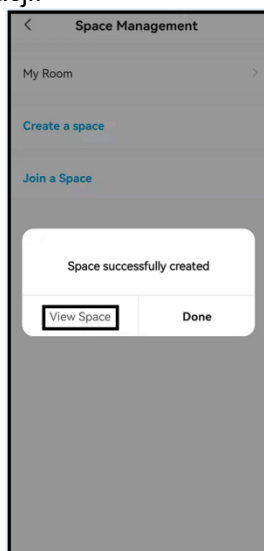 Space Management
My Room
Create a space
Join a Space
Space successfully created
View Space
Done